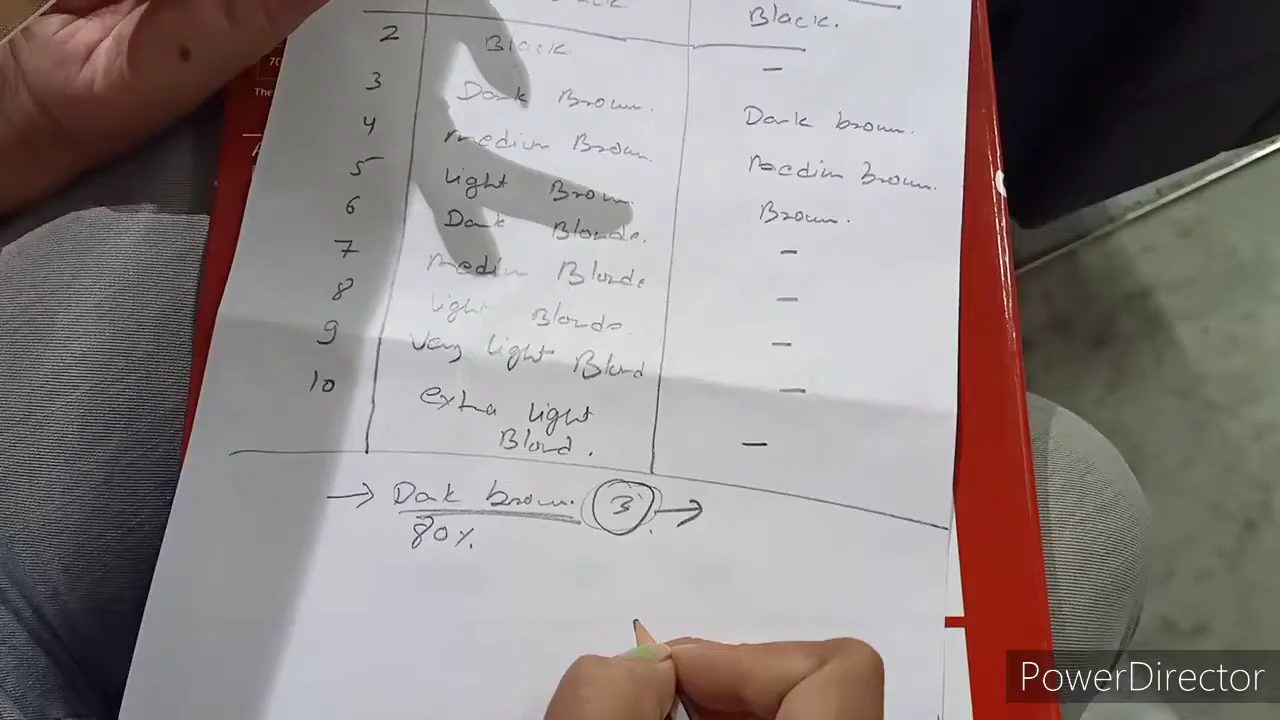 Black.
2 Black –
3 Dark Brown. Dark brown.
4 medium Brown. medium brown.
5 light Brown. Brown.
6 Dark Blonde. –
7 medium Blonde –
8 light Blonde. –
9 Very light Blond –
10 extra light Blond. –
→ Dark brown. 3 →
80%.
70
The
PowerDirector